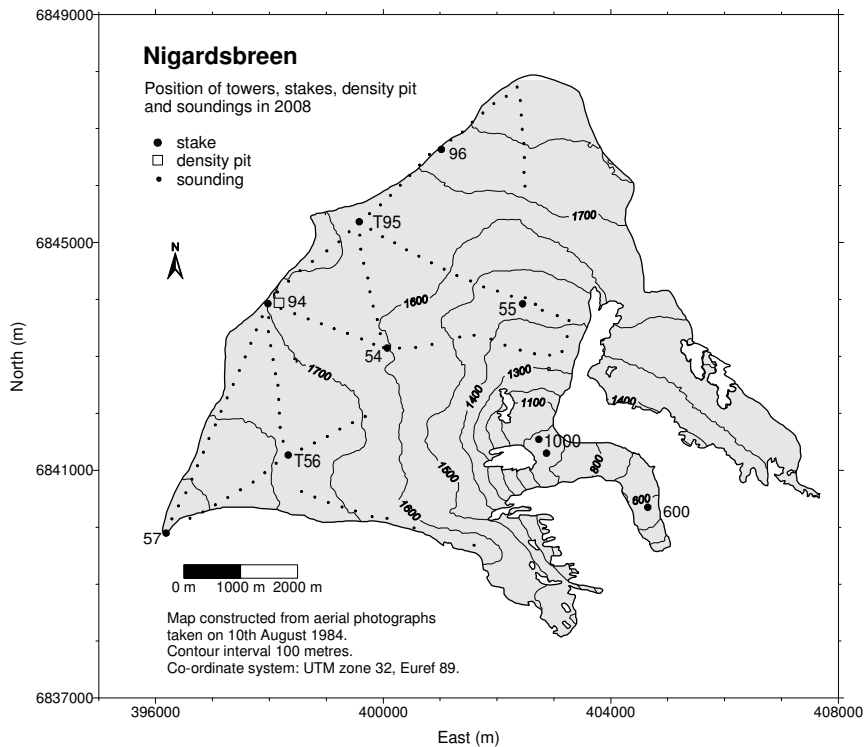 6849000
Nigardsbreen
Position of towers, stakes, density pit
and soundings in 2008
stake
density pit
sounding
96
1700
T95
6845000
N
1600
94
55
54
1700
1300
1400
1400
1100
1000
North (m)
T56
6841000
1500
800
600
600
1600
57
0 m 1000 m 2000 m
Map constructed from aerial photographs
taken on 10th August 1984.
Contour interval 100 metres.
Co-ordinate system: UTM zone 32, Euref 89.
6837000
396000 400000 404000 408000
East (m)